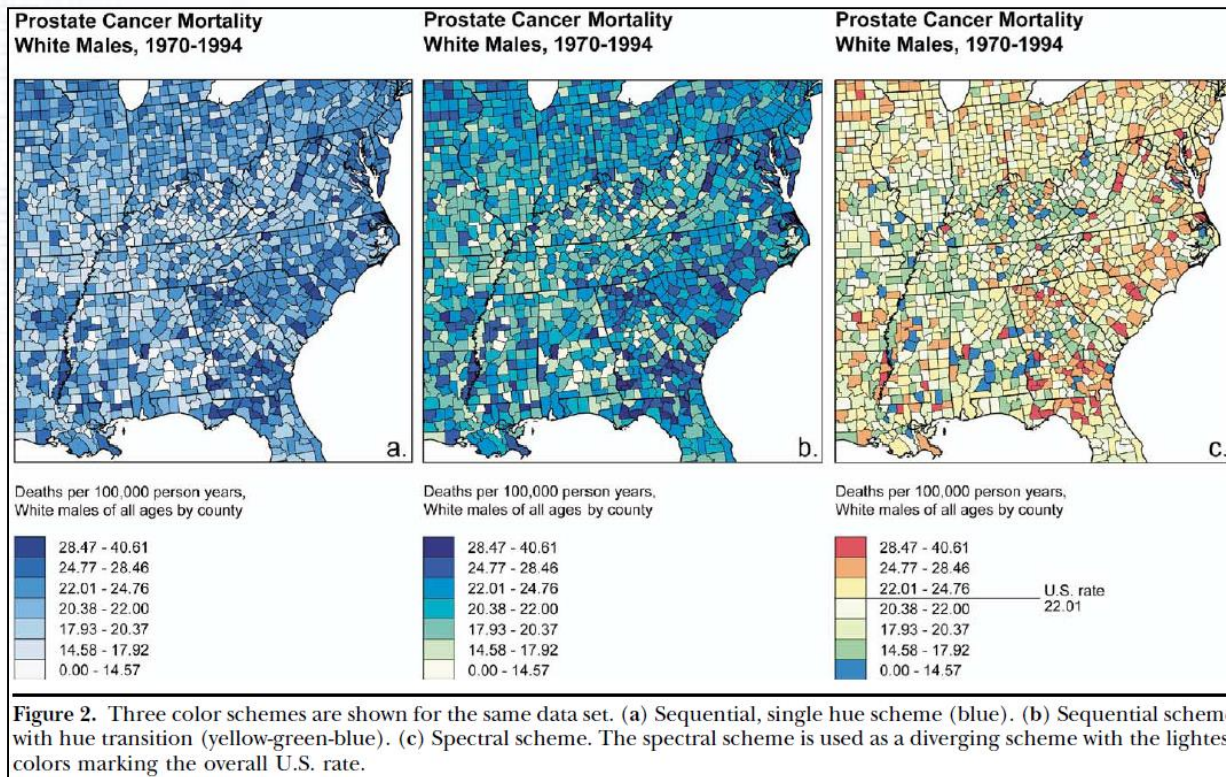 Prostate Cancer Mortality
White Males, 1970-1994
Prostate Cancer Mortality
White Males, 1970-1994
Prostate Cancer Mortality
White Males, 1970-1994
a.
b.
c.
Deaths per 100,000 person years,
White males of all ages by county
28.47 - 40.61
24.77 - 28.46
22.01 - 24.76
20.38 - 22.00
17.93 - 20.37
14.58 - 17.92
0.00 - 14.57
Deaths per 100,000 person years,
White males of all ages by county
28.47 - 40.61
24.77 - 28.46
22.01 - 24.76
20.38 - 22.00
17.93 - 20.37
14.58 - 17.92
0.00 - 14.57
Deaths per 100,000 person years,
White males of all ages by county
28.47 - 40.61
24.77 - 28.46
22.01 - 24.76
20.38 - 22.00
17.93 - 20.37
14.58 - 17.92
0.00 - 14.57
U.S. rate
22.01
Figure 2. Three color schemes are shown for the same data set. (a) Sequential, single hue scheme (blue). (b) Sequential scheme
with hue transition (yellow-green-blue). (c) Spectral scheme. The spectral scheme is used as a diverging scheme with the lightest
colors marking the overall U.S. rate.